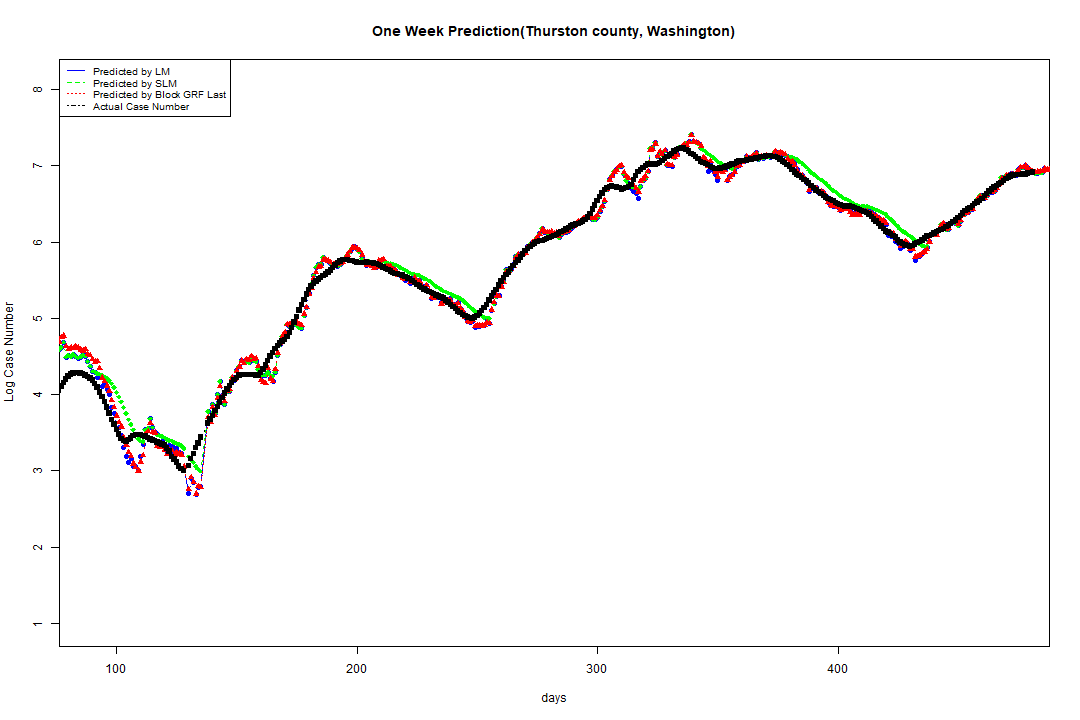 One Week Prediction(Thurston county, Washington)
Predicted by LM
Predicted by SLM
Predicted by Block GRF Last
Actual Case Number
8
7
6
5
4
3
2
1
Log Case Number
100 200 300 400
days